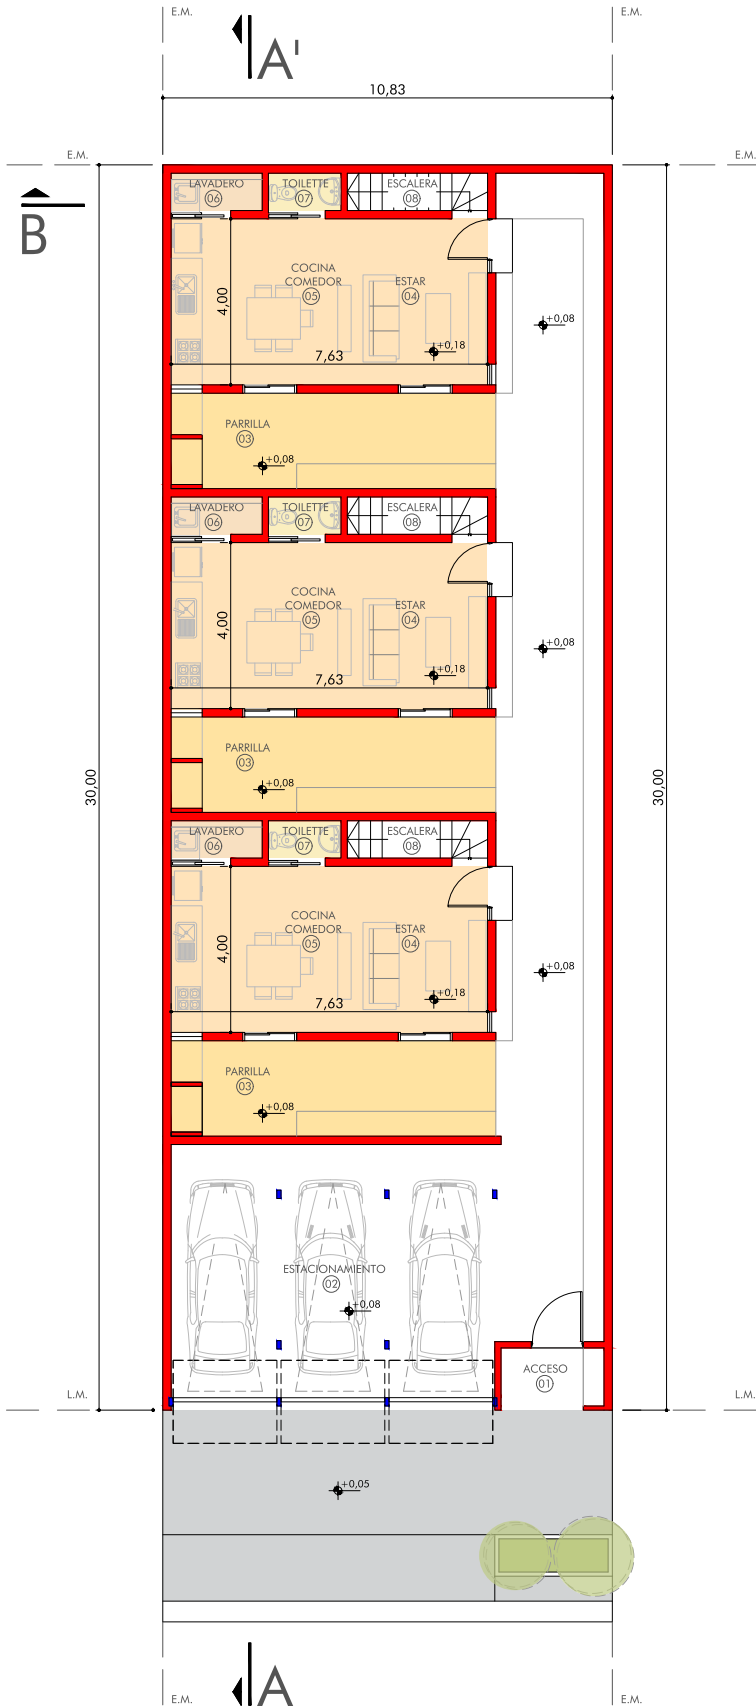 E.M.
E.M.
A'
10,83
E.M.
E.M.
B
LAVADERO
06
TOILETTE
07
ESCALERA
08
COCINA
COMEDOR
05
ESTAR
04
4,00
+0,18
7,63
+0,08
PARRILLA
03
+0,08
LAVADERO
06
TOILETTE
07
ESCALERA
08
COCINA
COMEDOR
05
ESTAR
04
4,00
+0,18
7,63
+0,08
PARRILLA
03
+0,08
30,00
30,00
LAVADERO
06
TOILETTE
07
ESCALERA
08
COCINA
COMEDOR
05
ESTAR
04
4,00
+0,18
7,63
+0,08
PARRILLA
03
+0,08
ESTACIONAMIENTO
02
+0,08
ACCESO
01
L.M.
L.M.
+0,05
A
E.M.
E.M.